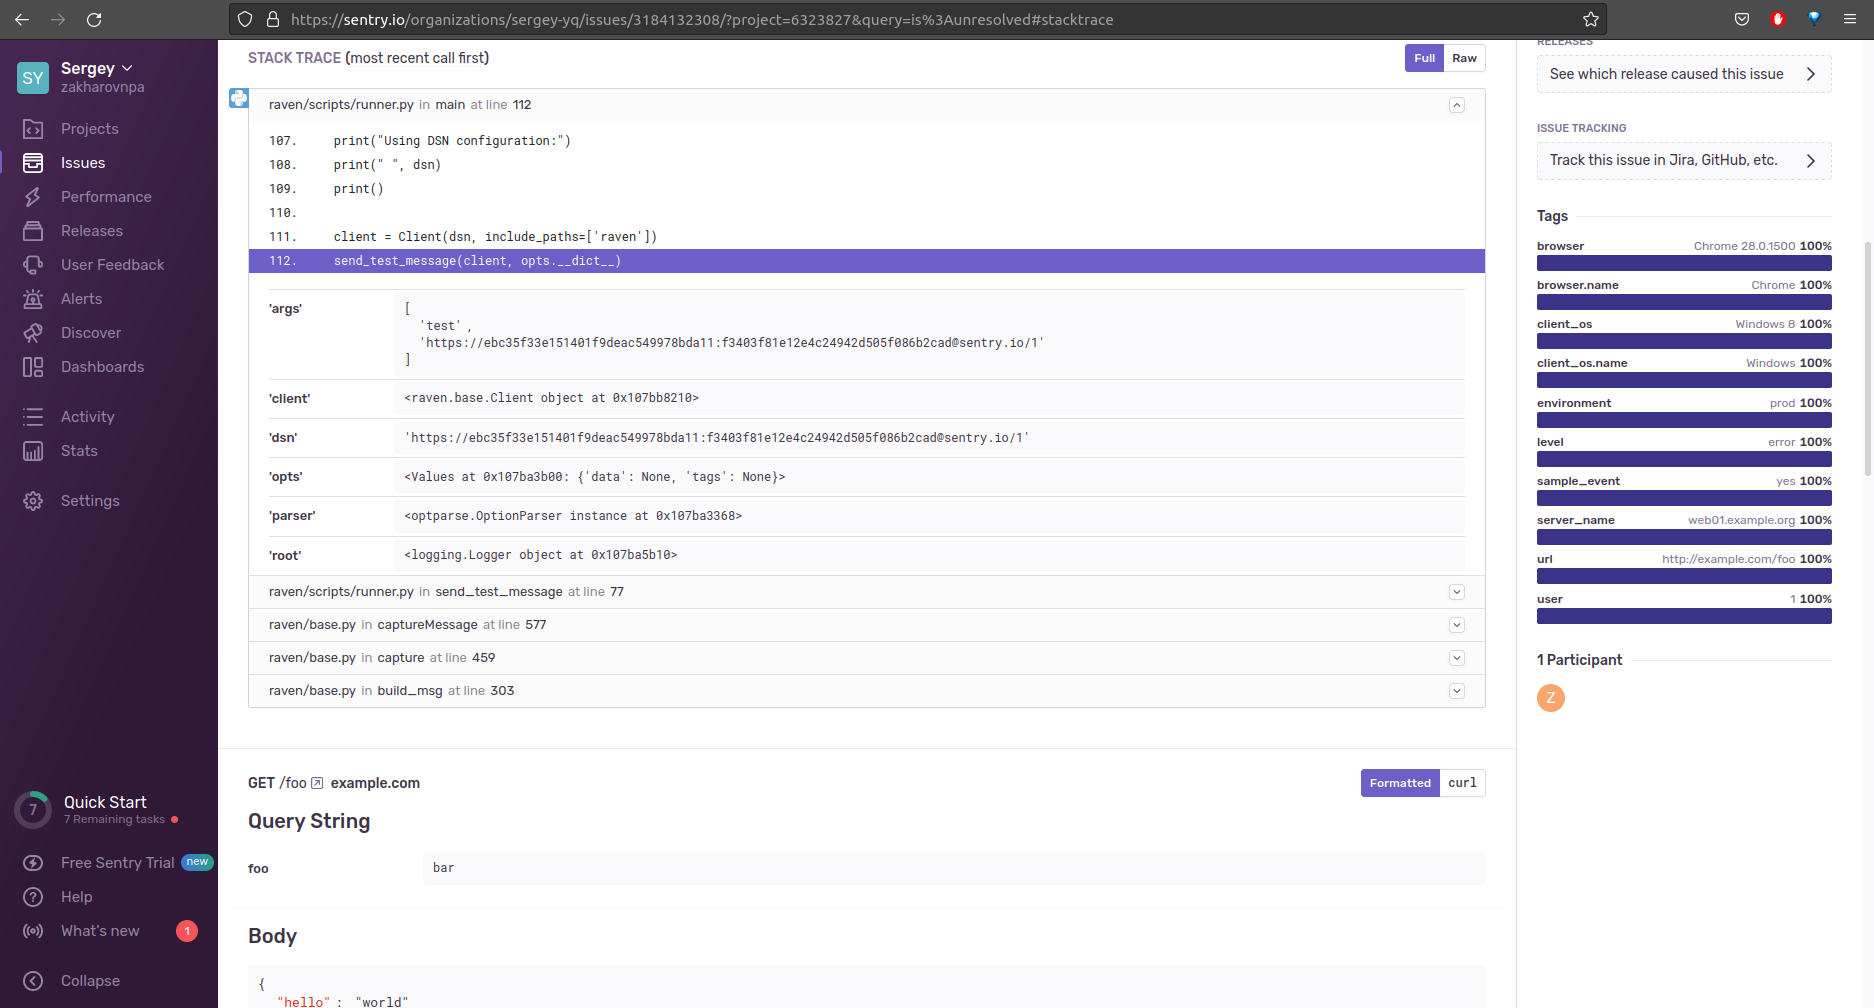 https://sentry.io/organizations/sergey-yq/issues/3184132308/?project=6323827&query=is%3Aunresolved#stacktrace
SY
Sergey
zakharovnpa
Projects
Issues
Performance
Releases
User Feedback
Alerts
Discover
Dashboards
Activity
Stats
Settings
7
Quick Start
7 Remaining tasks
Free Sentry Trial new
Help
What's new 1
Collapse
STACK TRACE (most recent call first)
Full Raw
raven/scripts/runner.py in main at line 112
107. print("Using DSN configuration:")
108. print(" ", dsn)
109. print()
110.
111. client = Client(dsn, include_paths=['raven'])
112. send_test_message(client, opts.__dict__)
'args'
[
'test' ,
'https://ebc35f33e151401f9deac549978bda11:f3403f81e12e4c24942d505f086b2cad@sentry.io/1'
]
'client' <raven.base.Client object at 0x107bb8210>
'dsn' 'https://ebc35f33e151401f9deac549978bda11:f3403f81e12e4c24942d505f086b2cad@sentry.io/1'
'opts' <Values at 0x107ba3b00: {'data': None, 'tags': None}>
'parser' <optparse.OptionParser instance at 0x107ba3368>
'root' <logging.Logger object at 0x107ba5b10>
raven/scripts/runner.py in send_test_message at line 77
raven/base.py in captureMessage at line 577
raven/base.py in capture at line 459
raven/base.py in build_msg at line 303
GET /foo example.com
Formatted curl
Query String
foo bar
Body
{
"hello" : "world"
RELEASES
See which release caused this issue
ISSUE TRACKING
Track this issue in Jira, GitHub, etc.
Tags
browser Chrome 28.0.1500 100%
browser.name Chrome 100%
client_os Windows 8 100%
client_os.name Windows 100%
environment prod 100%
level error 100%
sample_event yes 100%
server_name web01.example.org 100%
url http://example.com/foo 100%
user 1 100%
1 Participant
Z